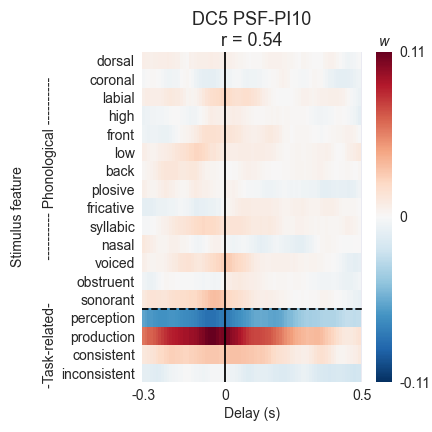 DC5 PSF-PI10
r = 0.54
w
dorsal
coronal
labial
high
front
low
back
plosive
fricative
syllabic
nasal
voiced
obstruent
sonorant
perception
production
consistent
inconsistent
Stimulus feature
---------- Phonological ----------
-Task-related-
-0.3
0
0.5
Delay (s)
0.11
0
-0.11